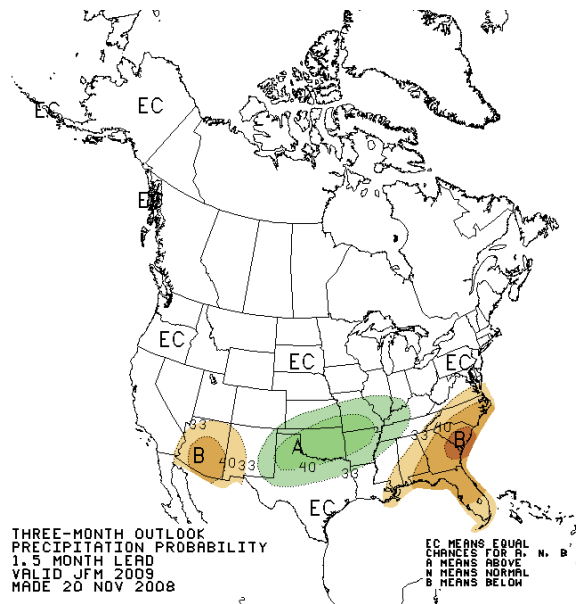 EC
EC
EC
EC
EC
EC
33
40
A
B
B
33
40
33
40
33
EC
THREE-MONTH OUTLOOK
PRECIPITATION PROBABILITY
1.5 MONTH LEAD
VALID JFM 2009
MADE 20 NOV 2008
EC MEANS EQUAL
CHANCES FOR A, N, B
A MEANS ABOVE
N MEANS NORMAL
B MEANS BELOW